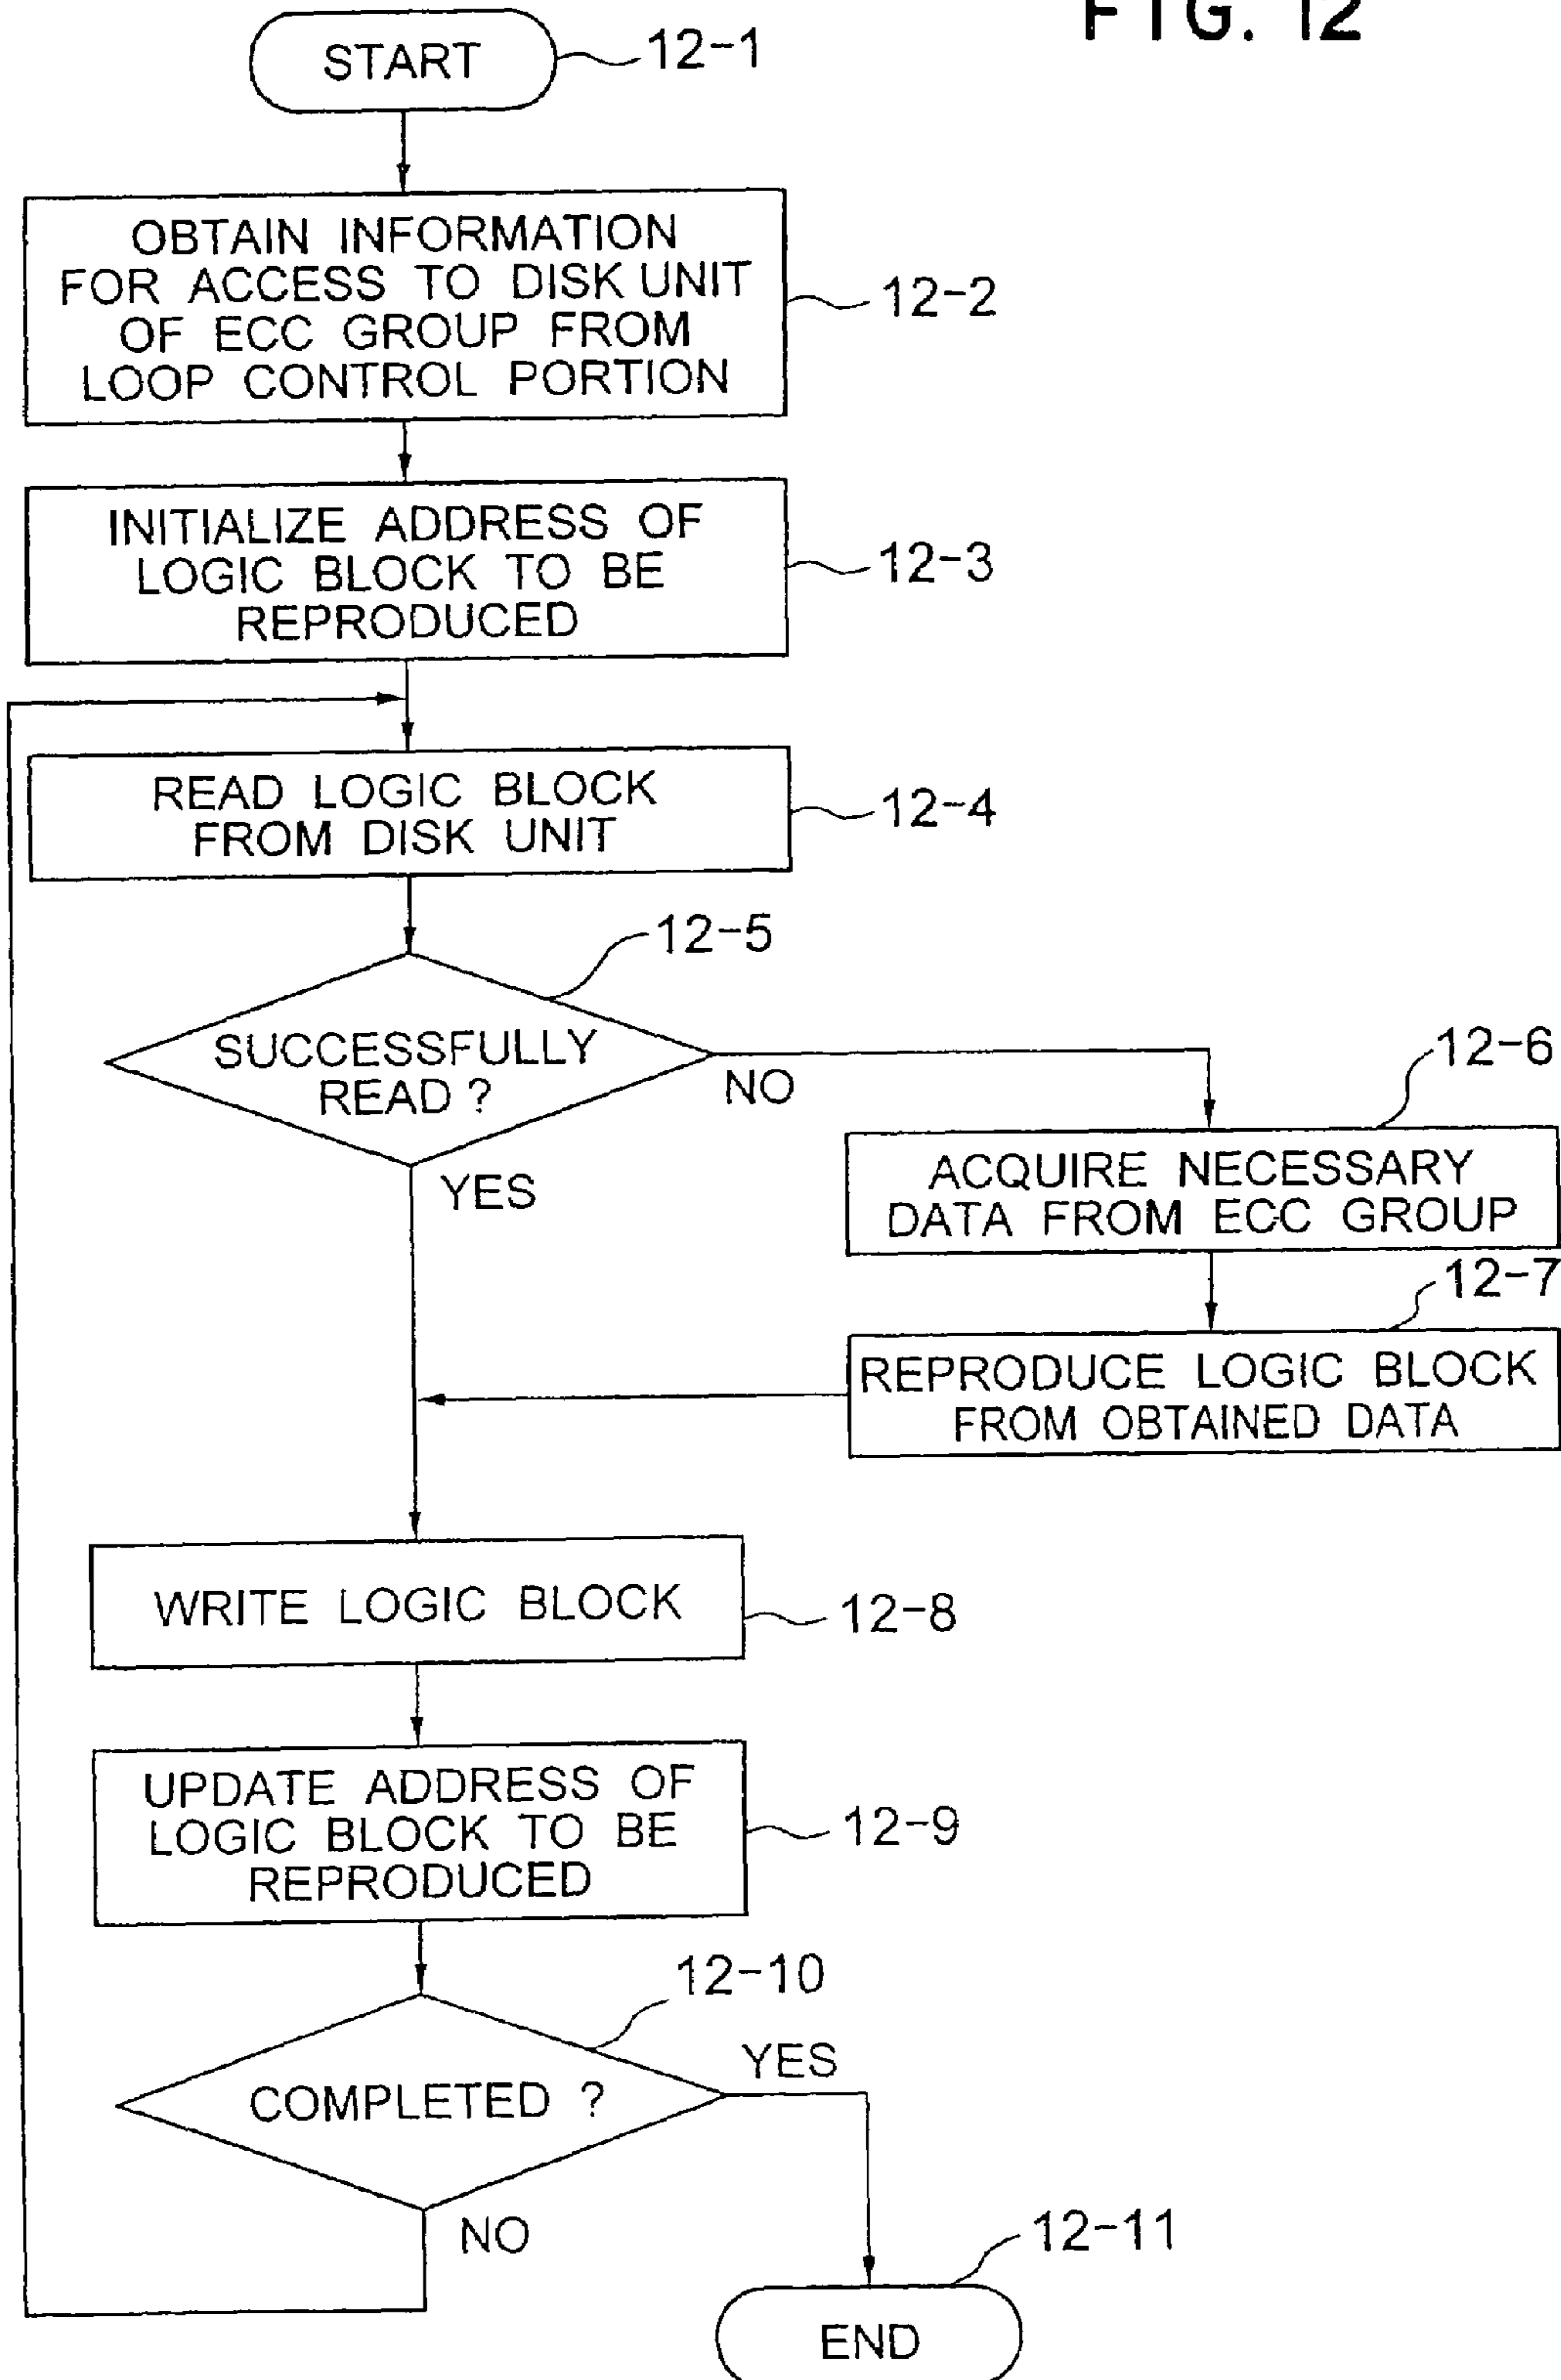 FIG. 12
START
12-1
OBTAIN INFORMATION
FOR ACCESS TO DISK UNIT
OF ECC GROUP FROM
LOOP CONTROL PORTION
12-2
INITIALIZE ADDRESS OF
LOGIC BLOCK TO BE
REPRODUCED
12-3
READ LOGIC BLOCK
FROM DISK UNIT
12-4
12-5
SUCCESSFULLY
READ ?
NO
YES
12-6
ACQUIRE NECESSARY
DATA FROM ECC GROUP
12-7
REPRODUCE LOGIC BLOCK
FROM OBTAINED DATA
WRITE LOGIC BLOCK
12-8
UPDATE ADDRESS OF
LOGIC BLOCK TO BE
REPRODUCED
12-9
12-10
COMPLETED ?
YES
NO
12-11
END